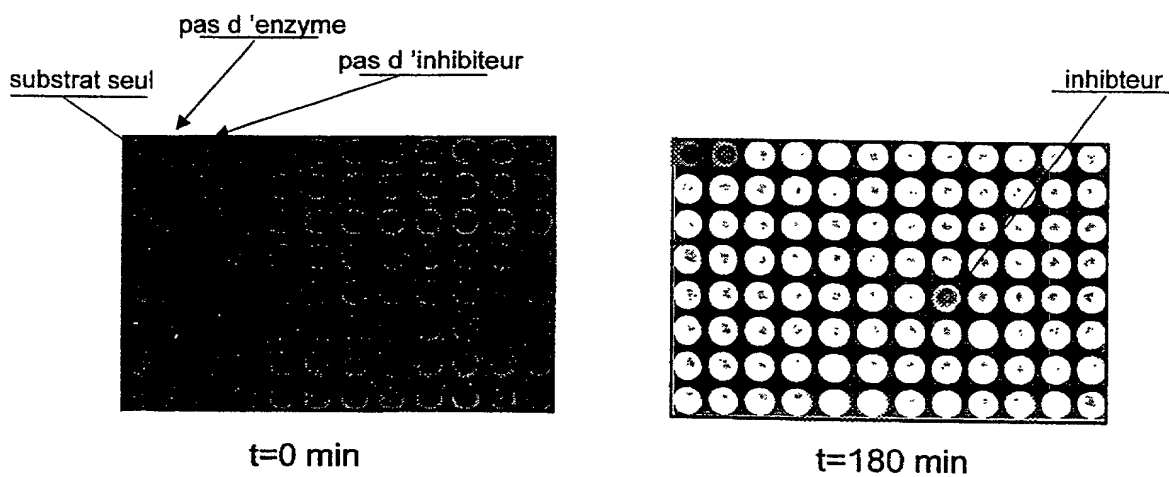 pas d 'enzyme
pas d 'inhibiteur
substrat seul
inhibteur
t=0 min
t=180 min